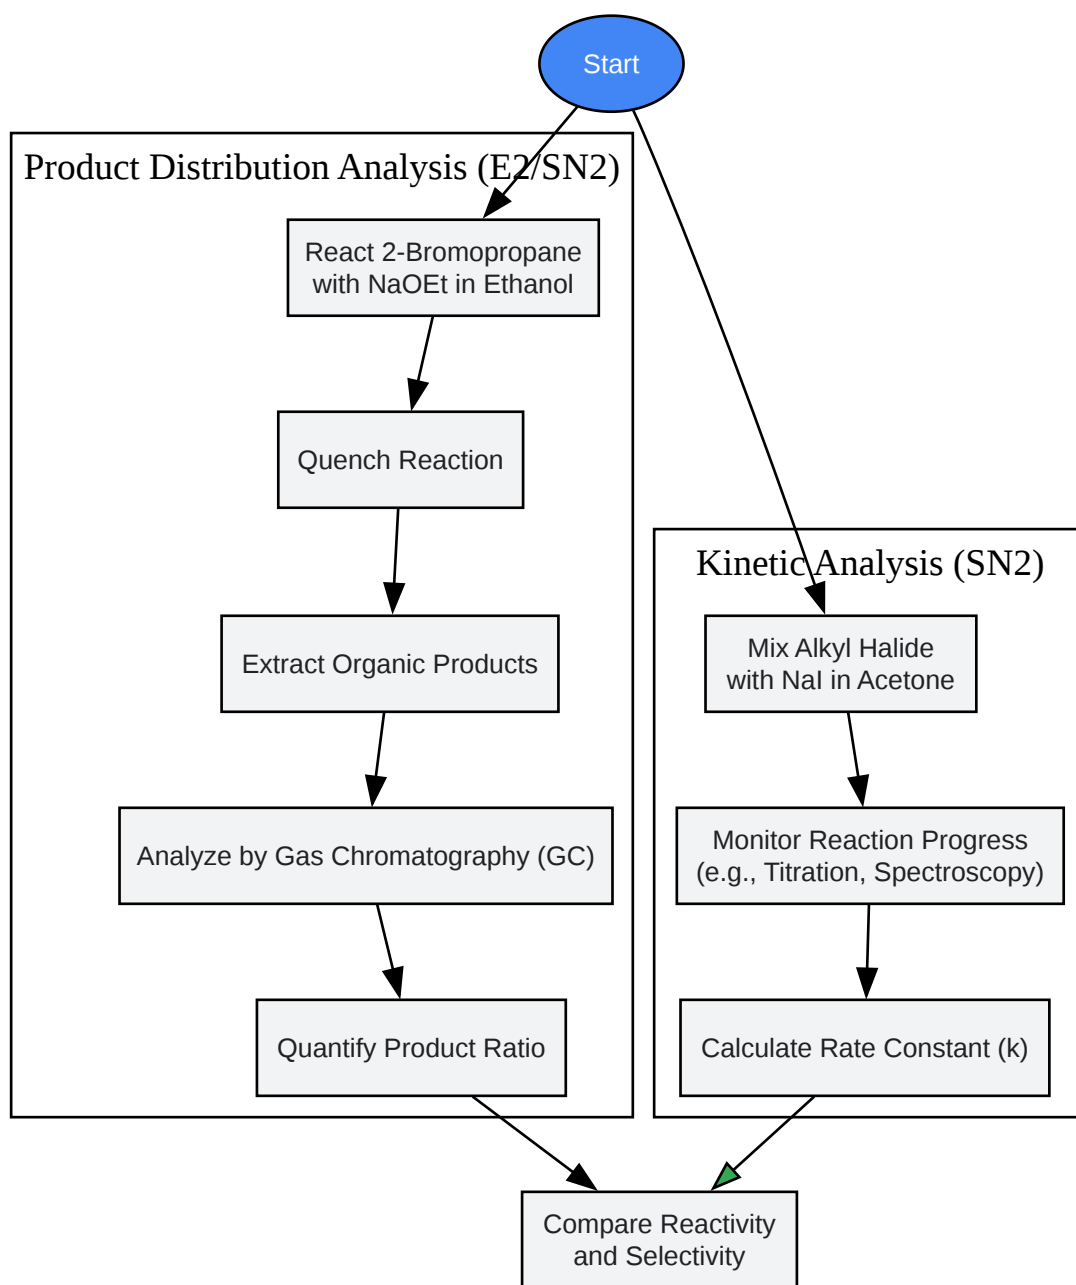 Start
Product Distribution Analysis (E2/SN2)
React 2-Bromopropane
with NaOEt in Ethanol
Quench Reaction
Extract Organic Products
Analyze by Gas Chromatography (GC)
Quantify Product Ratio
Kinetic Analysis (SN2)
Mix Alkyl Halide
with NaI in Acetone
Monitor Reaction Progress
(e.g., Titration, Spectroscopy)
Calculate Rate Constant (k)
Compare Reactivity
and Selectivity